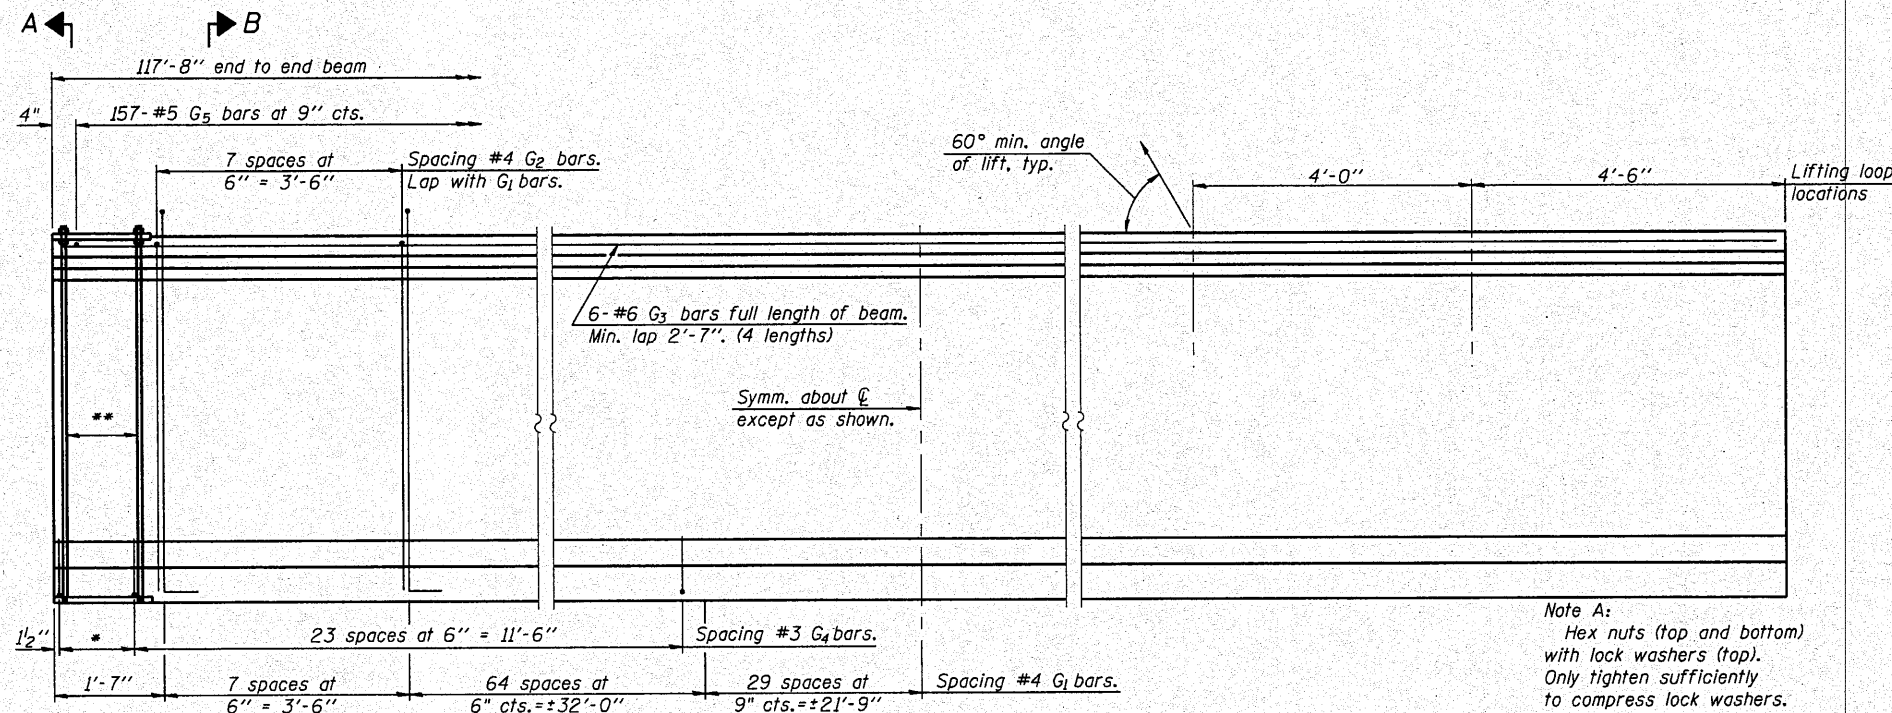 A B
117'-8" end to end beam
4" 157-#5 G5 bars at 9" cts.
7 spaces at
6" = 3'-6"
Spacing #4 G2 bars.
Lap with G1 bars.
60° min. angle
of lift, typ.
4'-0"
4'-6"
Lifting loop
locations
6-#6 G3 bars full length of beam.
Min. lap 2'-7". (4 lengths)
Symm. about ℄
except as shown.
**
1½" * 23 spaces at 6" = 11'-6" Spacing #3 G4 bars.
1'-7"
7 spaces at
6" = 3'-6"
64 spaces at
6" cts.=±32'-0"
29 spaces at
9" cts.=±21'-9"
Spacing #4 G1 bars.
Note A:
Hex nuts (top and bottom)
with lock washers (top).
Only tighten sufficiently
to compress lock washers.